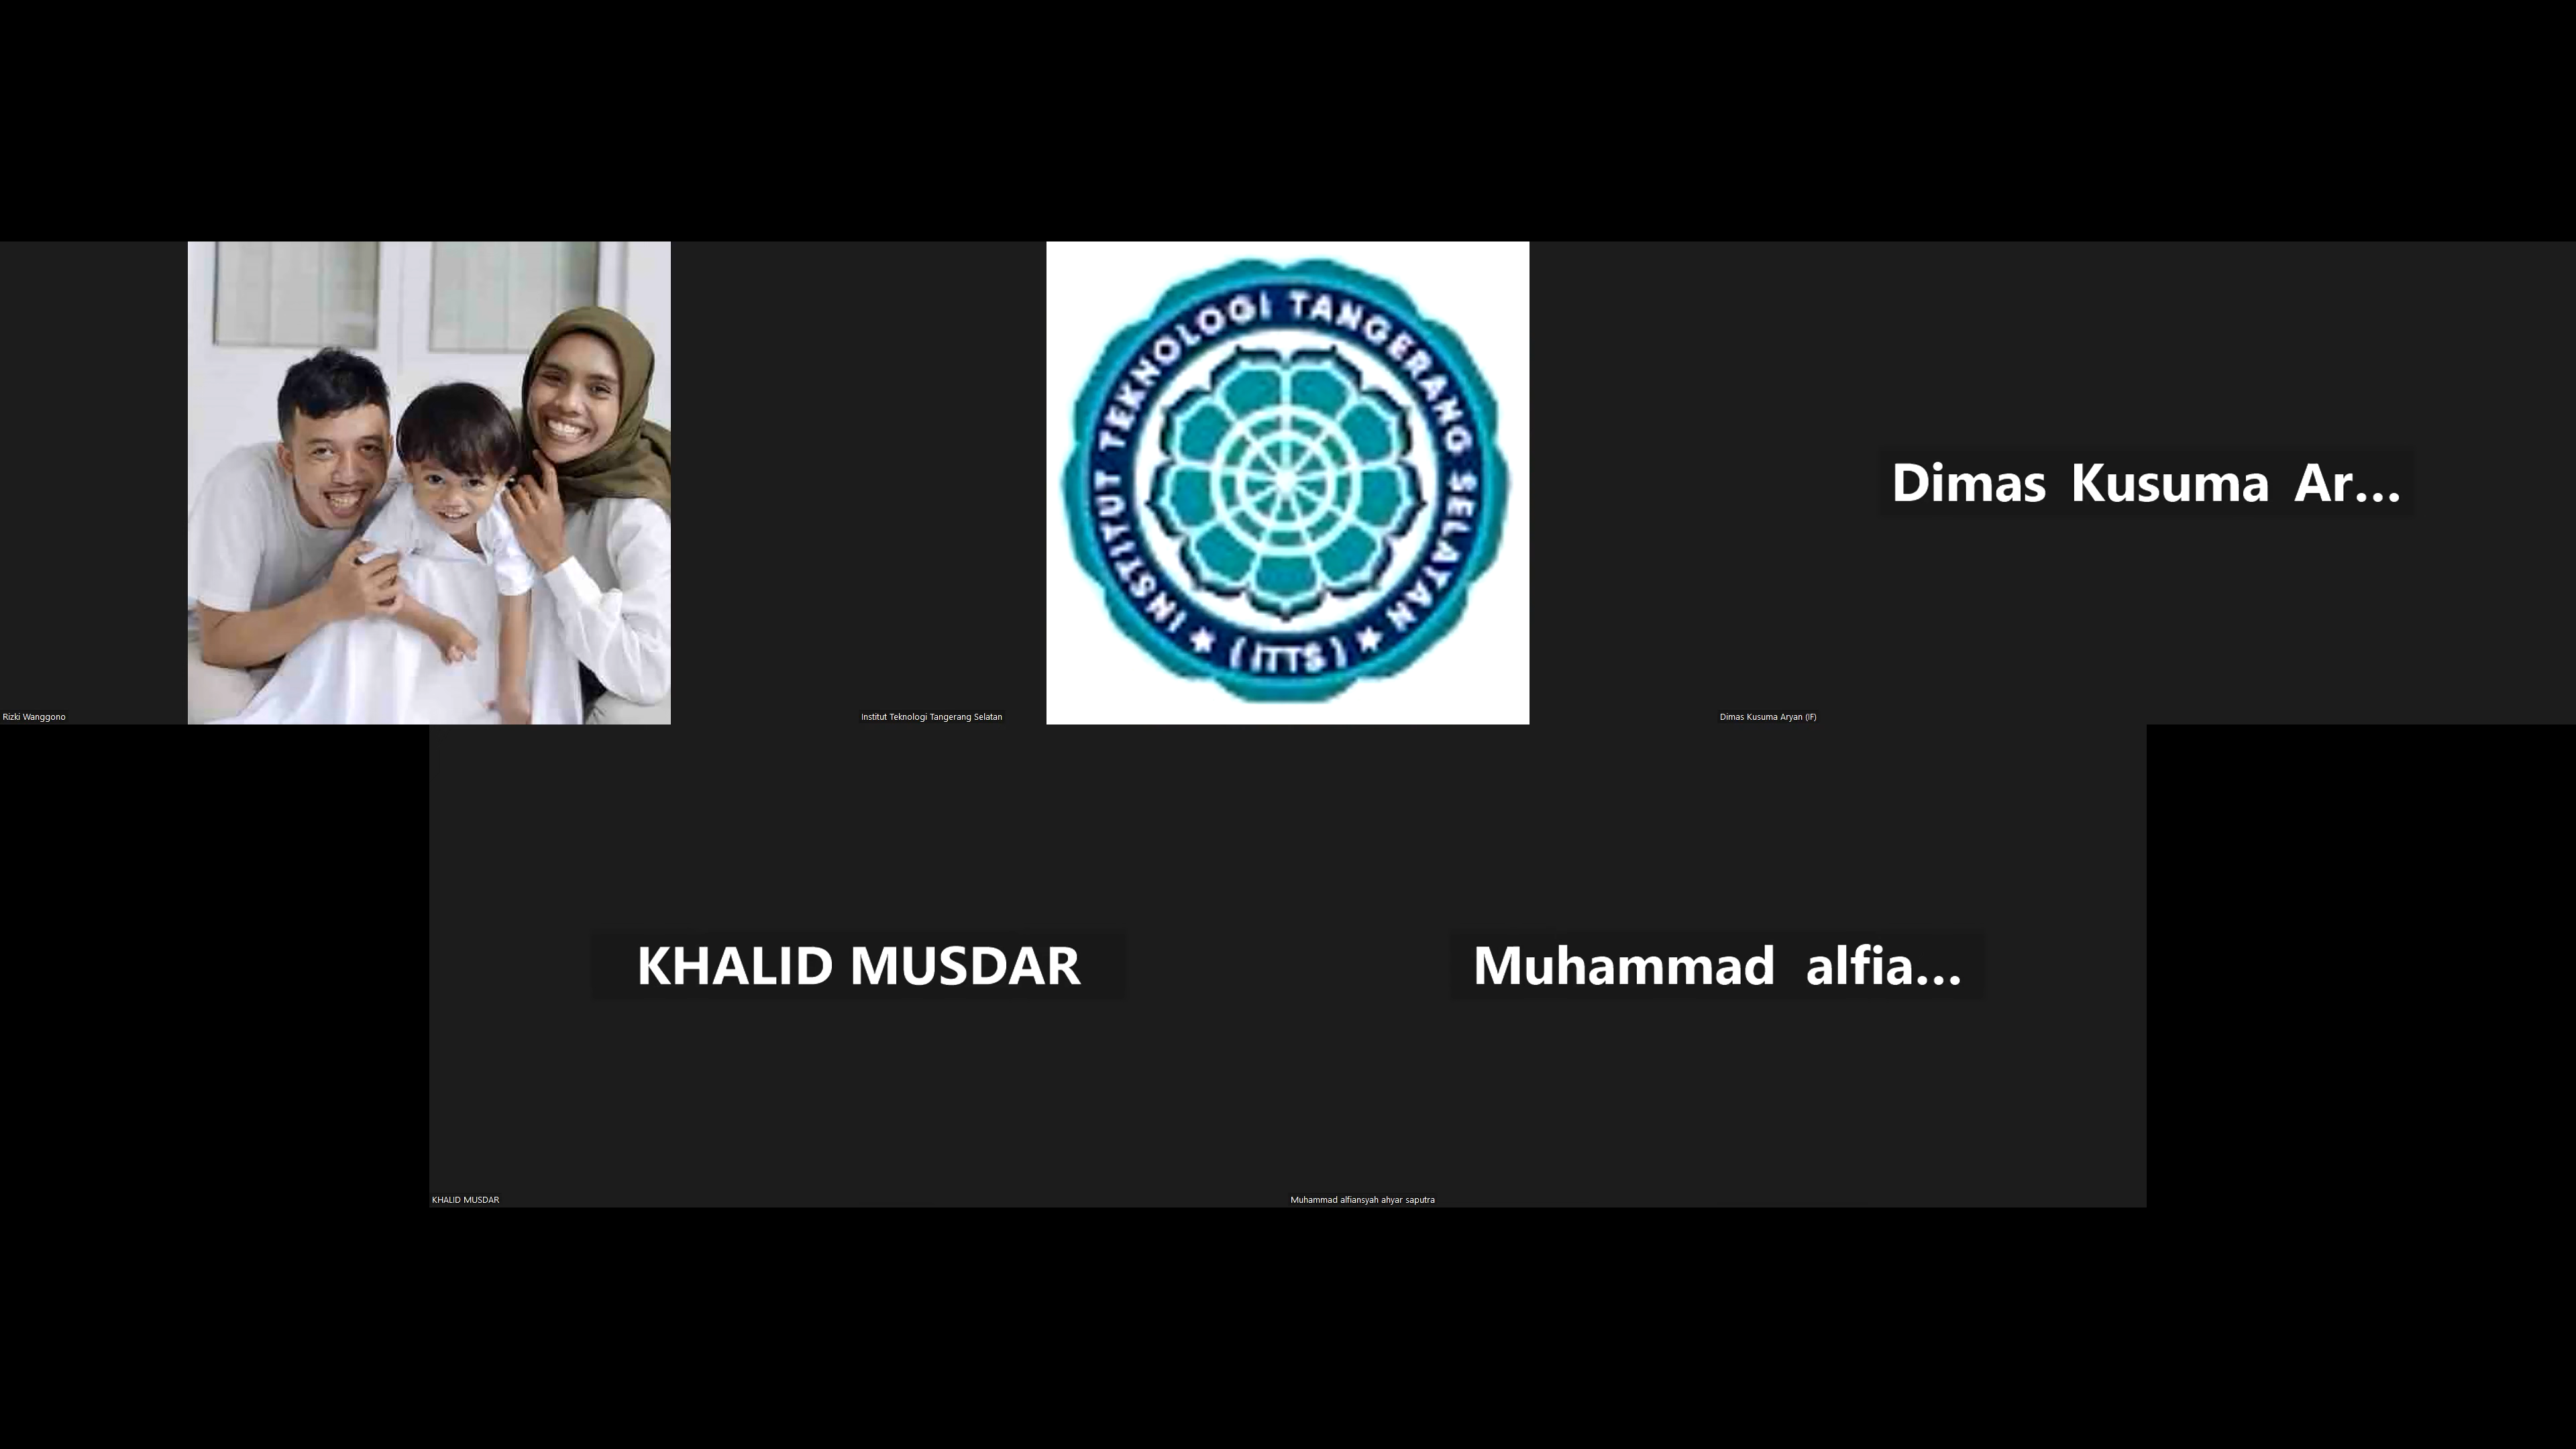 INSTITUT TEKNOLOGI TANGERANG SELATAN
(ITTS)
Dimas Kusuma Ar...
Rizki Wanggono
Institut Teknologi Tangerang Selatan
Dimas Kusuma Aryan (IF)
KHALID MUSDAR
Muhammad alfia...
KHALID MUSDAR
Muhammad alfiansyah ahyar saputra